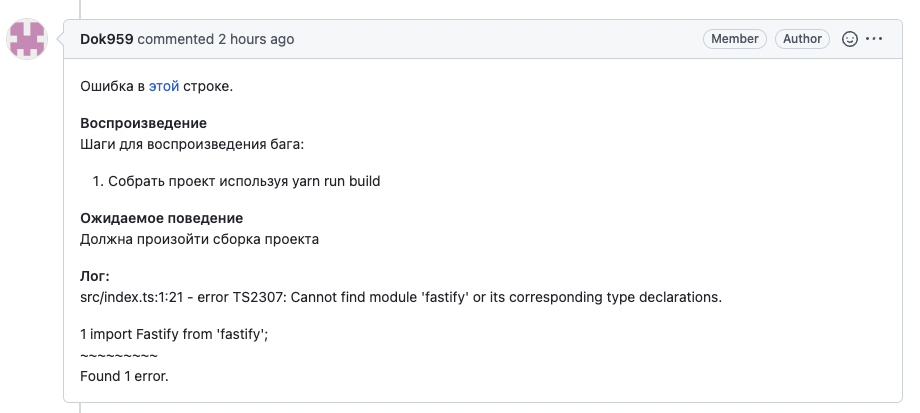 Dok959 commented 2 hours ago Member Author
Ошибка в этой строке.
Воспроизведение
Шаги для воспроизведения бага:
1. Собрать проект используя yarn run build
Ожидаемое поведение
Должна произойти сборка проекта
Лог:
src/index.ts:1:21 - error TS2307: Cannot find module 'fastify' or its corresponding type declarations.
1 import Fastify from 'fastify';
~~~~~~~~~
Found 1 error.